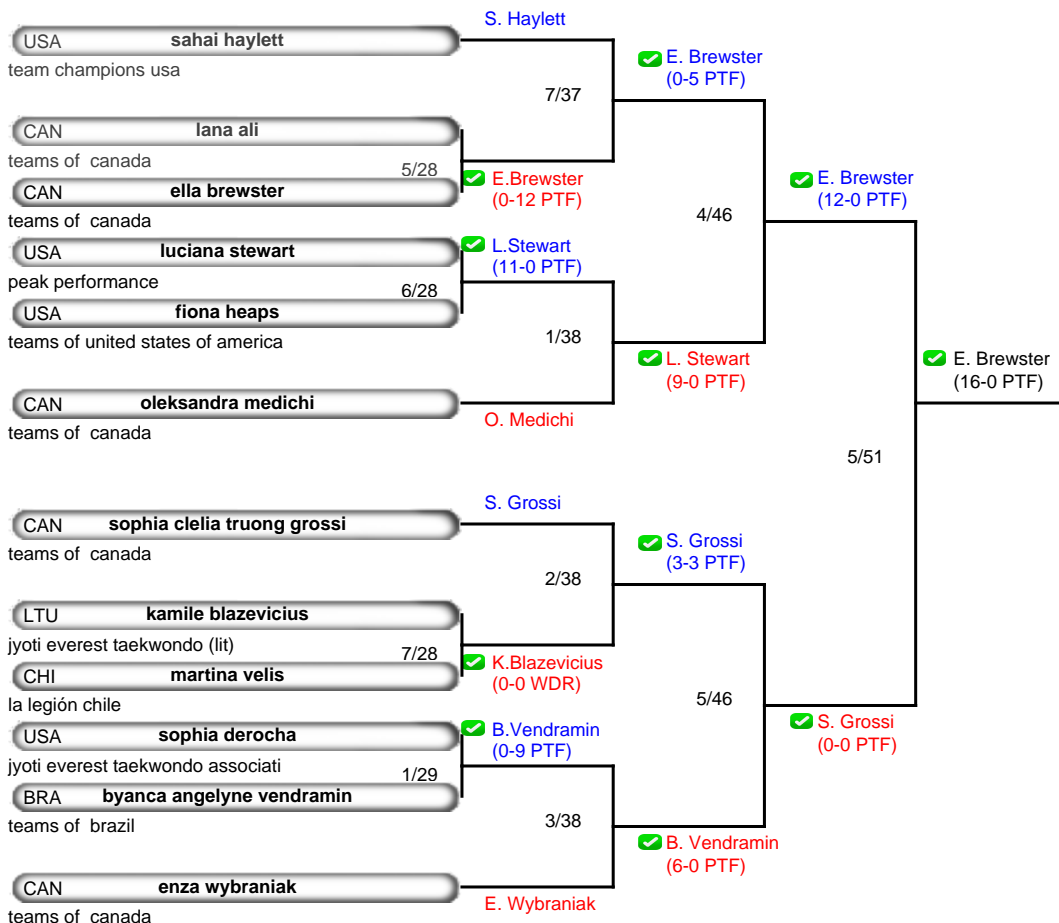 S. Haylett
USA sahai haylett
team champions usa
E. Brewster
(0-5 PTF)
7/37
CAN lana ali
teams of canada
5/28
CAN ella brewster
teams of canada
E.Brewster
(0-12 PTF)
E. Brewster
(12-0 PTF)
4/46
USA luciana stewart
peak performance
L.Stewart
(11-0 PTF)
6/28
USA fiona heaps
teams of united states of america
1/38
L. Stewart
(9-0 PTF)
E. Brewster
(16-0 PTF)
CAN oleksandra medichi
teams of canada
O. Medichi
5/51
S. Grossi
CAN sophia clelia truong grossi
teams of canada
S. Grossi
(3-3 PTF)
2/38
LTU kamile blazevicius
jyoti everest taekwondo (lit)
7/28
CHI martina velis
la legión chile
K.Blazevicius
(0-0 WDR)
5/46
USA sophia derocha
jyoti everest taekwondo associati
B.Vendramin
(0-9 PTF)
S. Grossi
(0-0 PTF)
1/29
BRA byanca angelyne vendramin
teams of brazil
3/38
B. Vendramin
(6-0 PTF)
CAN enza wybraniak
teams of canada
E. Wybraniak